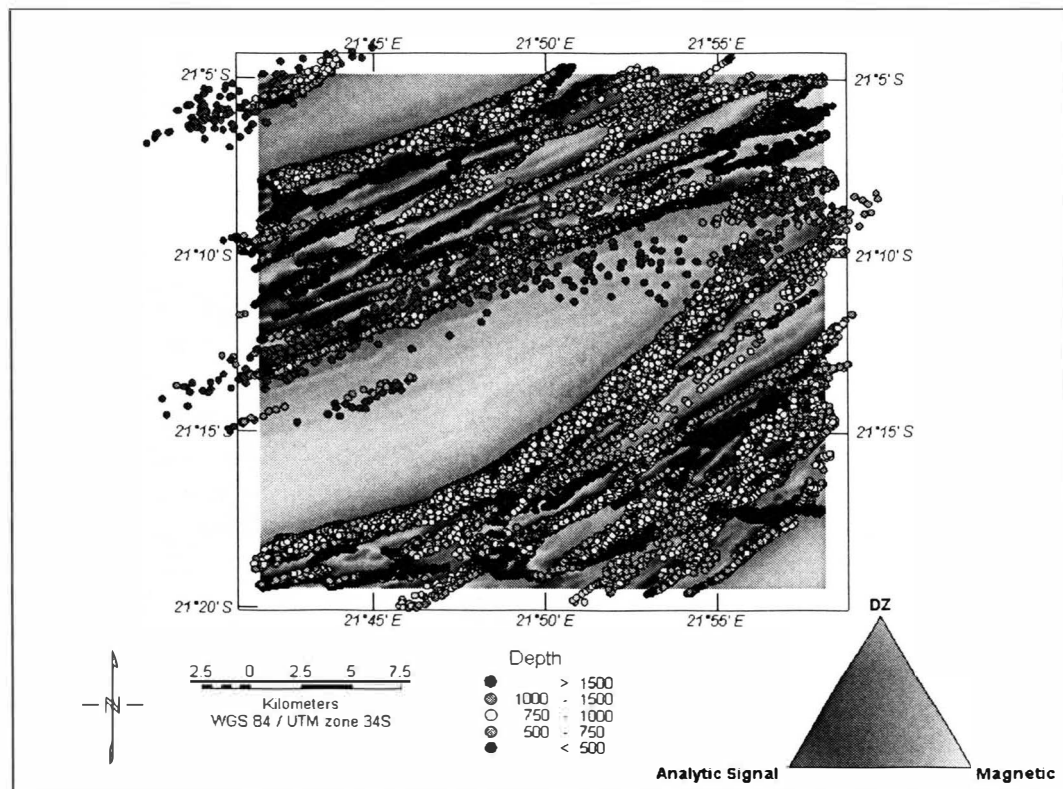 21°45' E 21°50' E 21°55' E
21°5' S 21°5' S
21°10' S 21°10' S
21°15' S 21°15' S
21°20' S 21°20' S
21°45' E 21°50' E 21°55' E
DZ
Analytic Signal Magnetic
N
2.5 0 2.5 5 7.5
Kilometers
WGS 84 / UTM zone 34S
Depth
> 1500
1000 - 1500
750 - 1000
500 - 750
< 500